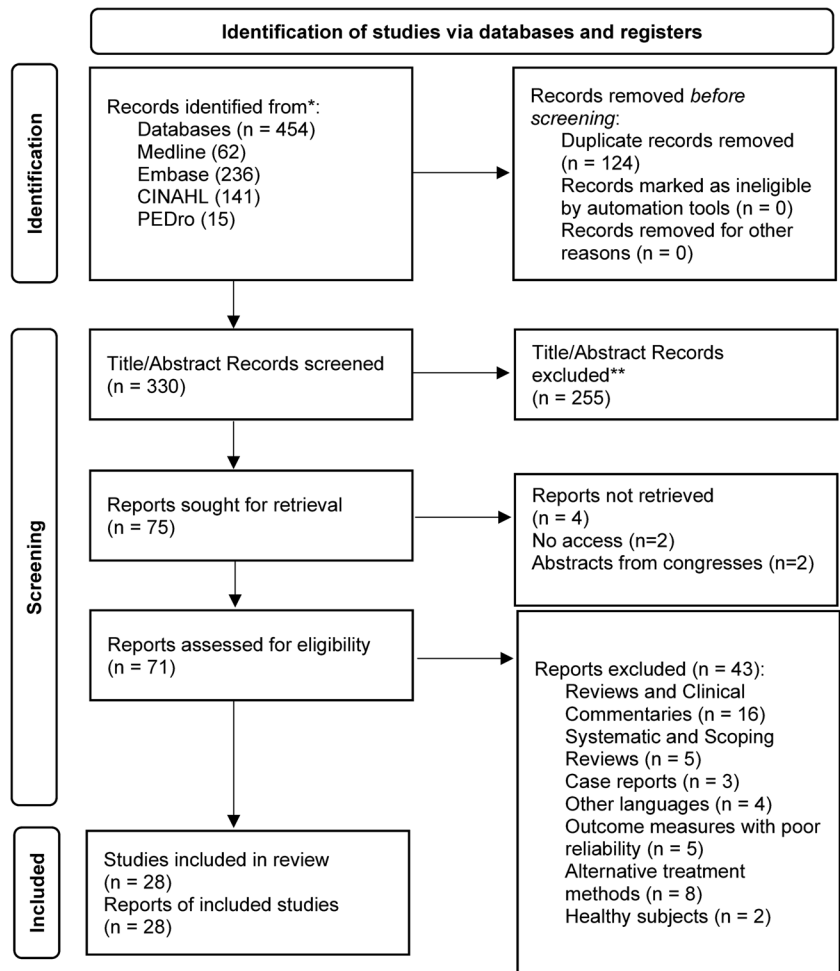 Identification of studies via databases and registers
Identification
Records identified from*:
Databases (n = 454)
Medline (62)
Embase (236)
CINAHL (141)
PEDro (15)
Records removed before
screening:
Duplicate records removed
(n = 124)
Records marked as ineligible
by automation tools (n = 0)
Records removed for other
reasons (n = 0)
Screening
Title/Abstract Records screened
(n = 330)
Title/Abstract Records
excluded**
(n = 255)
Reports sought for retrieval
(n = 75)
Reports not retrieved
(n = 4)
No access (n=2)
Abstracts from congresses (n=2)
Reports assessed for eligibility
(n = 71)
Reports excluded (n = 43):
Reviews and Clinical
Commentaries (n = 16)
Systematic and Scoping
Reviews (n = 5)
Case reports (n = 3)
Other languages (n = 4)
Outcome measures with poor
reliability (n = 5)
Alternative treatment
methods (n = 8)
Healthy subjects (n = 2)
Included
Studies included in review
(n = 28)
Reports of included studies
(n = 28)